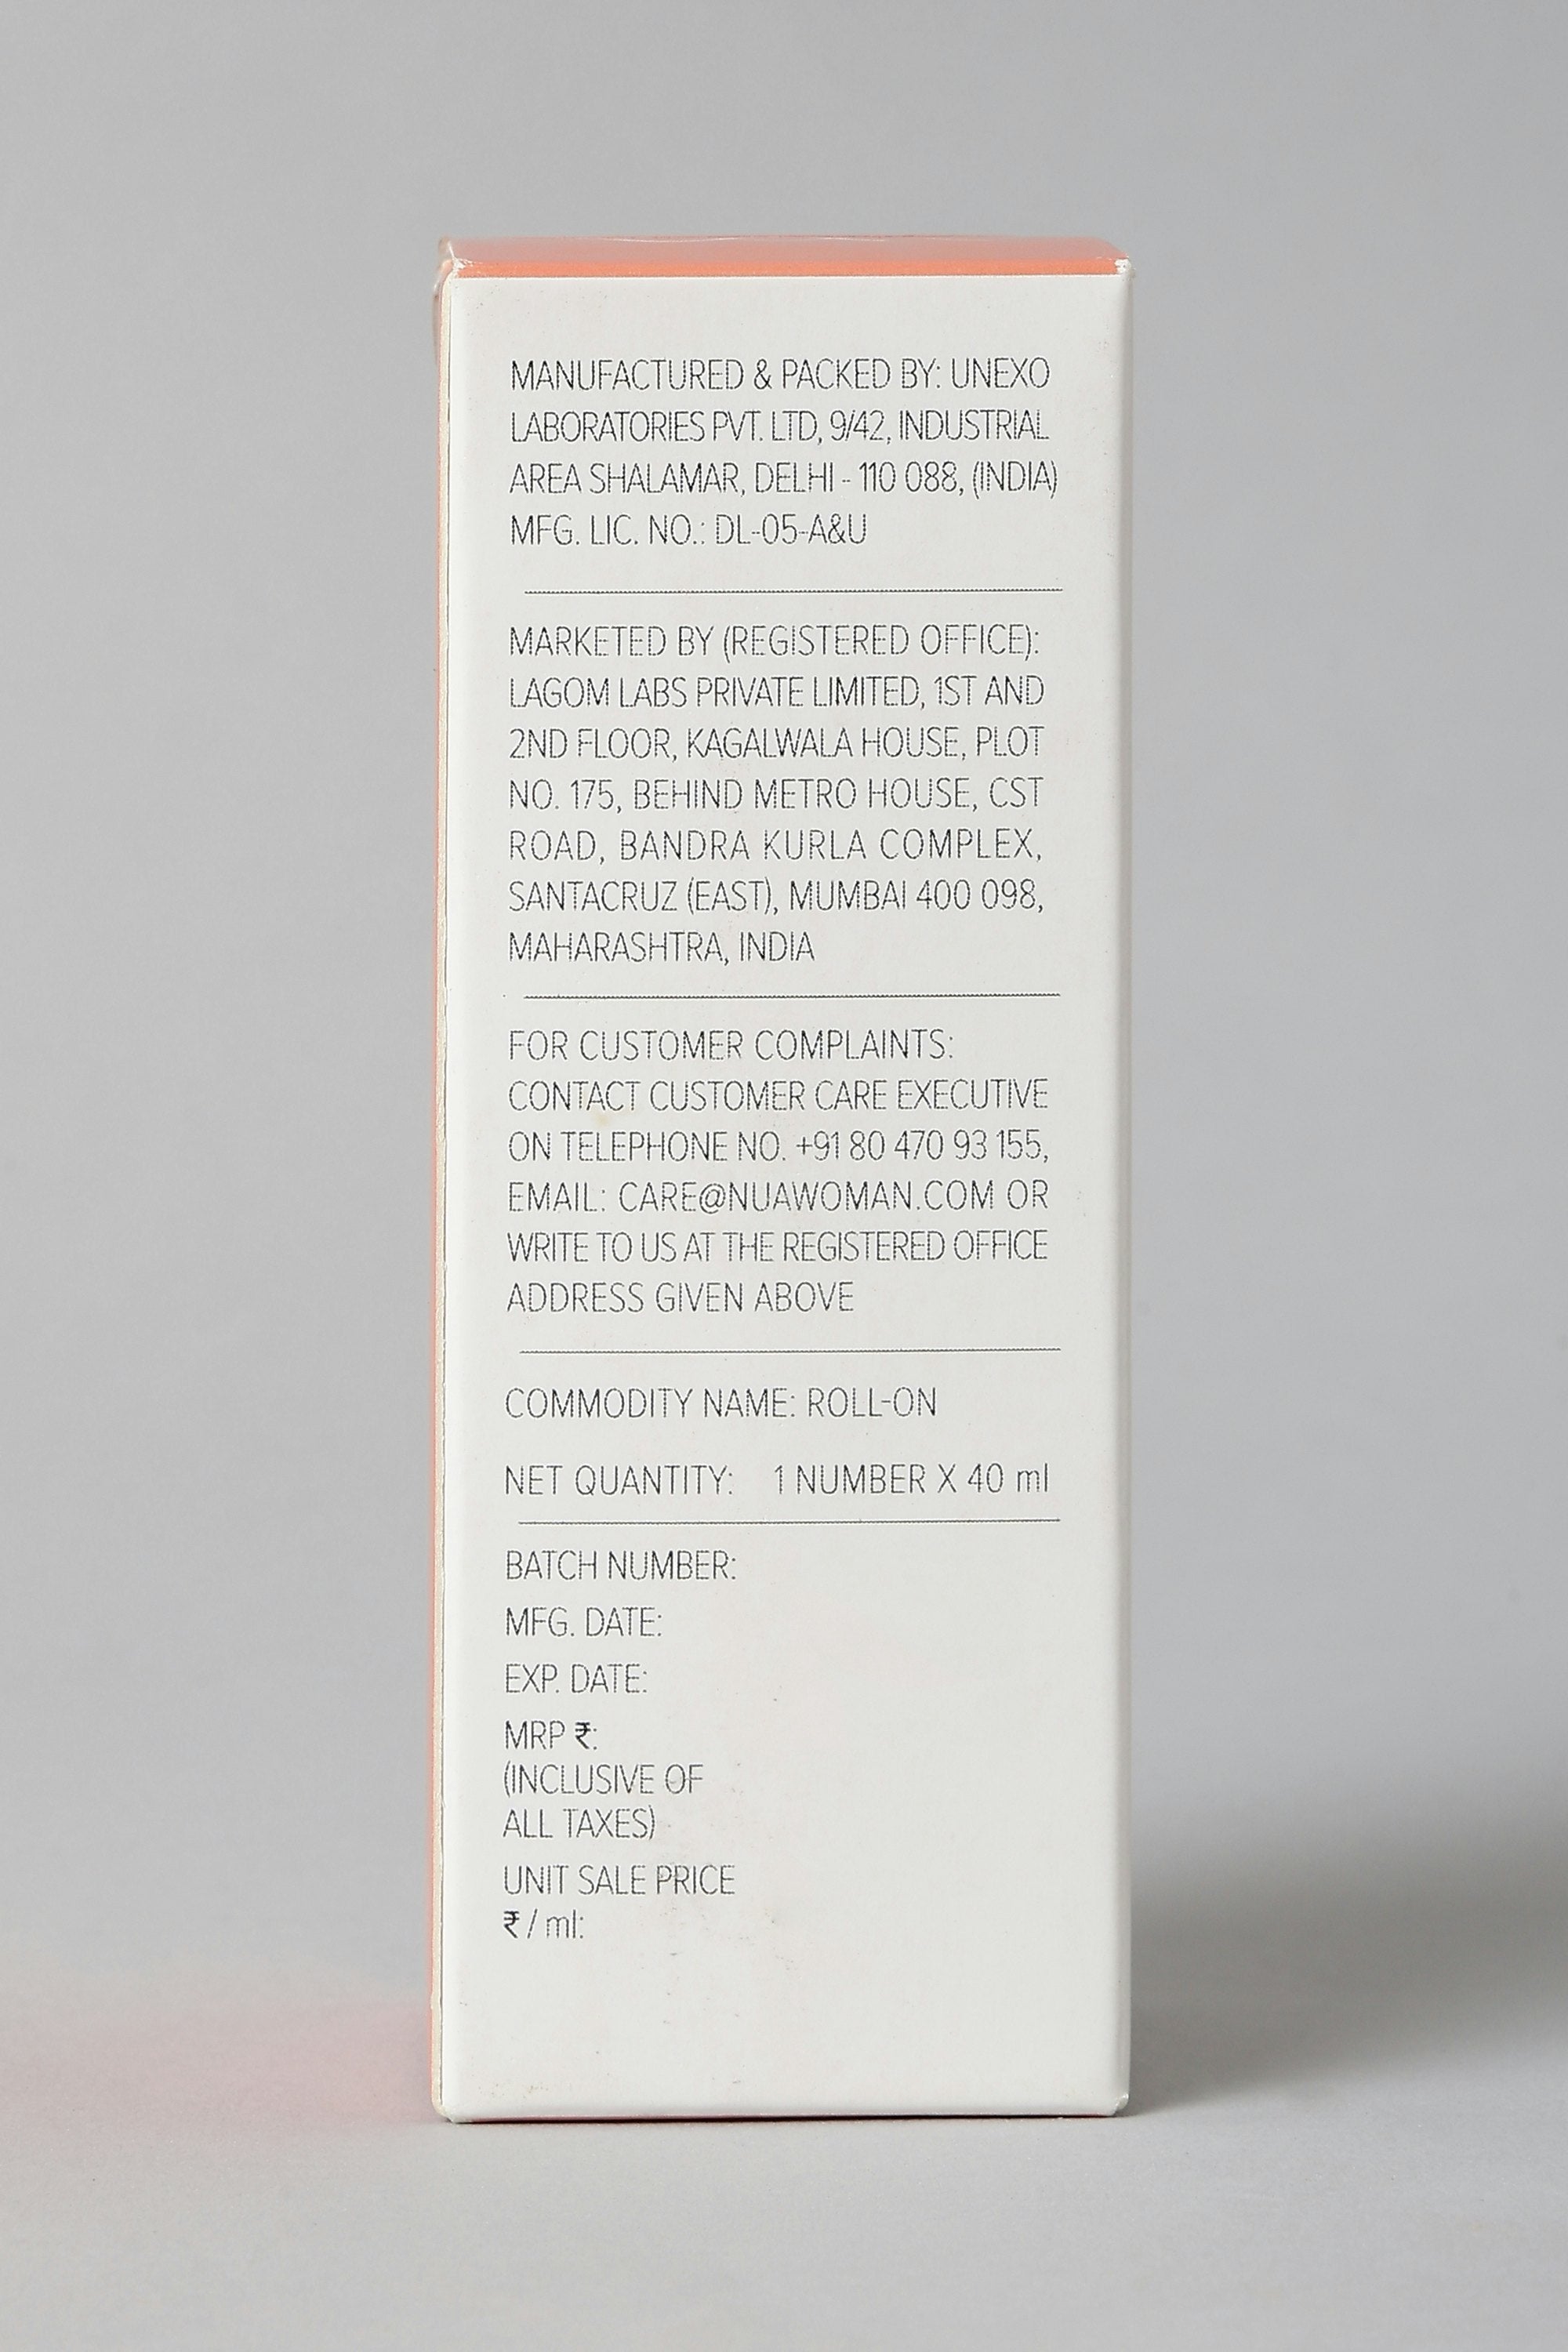 MANUFACTURED & PACKED BY: UNEXO
LABORATORIES PVT. LTD, 9/42, INDUSTRIAL
AREA SHALAMAR, DELHI - 110 088, (INDIA)
MFG. LIC. NO.: DL-05-A&U
MARKETED BY (REGISTERED OFFICE):
LAGOM LABS PRIVATE LIMITED, 1ST AND
2ND FLOOR, KAGALWALA HOUSE, PLOT
NO. 175, BEHIND METRO HOUSE, CST
ROAD, BANDRA KURLA COMPLEX,
SANTACRUZ (EAST), MUMBAI 400 098,
MAHARASHTRA, INDIA
FOR CUSTOMER COMPLAINTS:
CONTACT CUSTOMER CARE EXECUTIVE
ON TELEPHONE NO. +91 80 470 93 155,
EMAIL: CARE@NUAWOMAN.COM OR
WRITE TO US AT THE REGISTERED OFFICE
ADDRESS GIVEN ABOVE
COMMODITY NAME: ROLL-ON
NET QUANTITY: 1 NUMBER X 40 ml
BATCH NUMBER:
MFG. DATE:
EXP. DATE:
MRP ₹:
(INCLUSIVE OF
ALL TAXES)
UNIT SALE PRICE
₹ / ml: